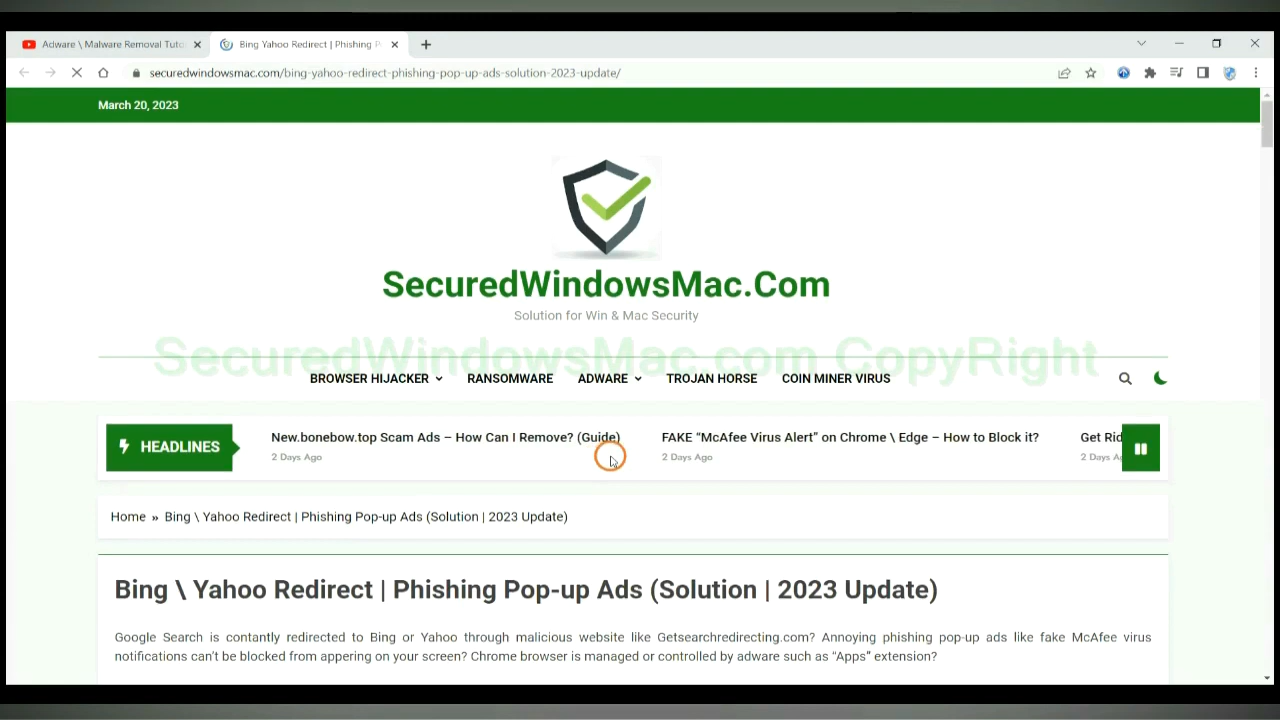 Adware \ Malware Removal Tuto
Bing Yahoo Redirect | Phishing P
securedwindowsmac.com/bing-yahoo-redirect-phishing-pop-up-ads-solution-2023-update/
March 20, 2023
SecuredWindowsMac.Com
Solution for Win & Mac Security
SecuredWindowsMac.com CopyRight
BROWSER HIJACKER RANSOMWARE ADWARE TROJAN HORSE COIN MINER VIRUS
HEADLINES
New.bonebow.top Scam Ads – How Can I Remove? (Guide)
2 Days Ago
FAKE “McAfee Virus Alert” on Chrome \ Edge – How to Block it?
2 Days Ago
Get Rid
2 Days A
Home » Bing \ Yahoo Redirect | Phishing Pop-up Ads (Solution | 2023 Update)
Bing \ Yahoo Redirect | Phishing Pop-up Ads (Solution | 2023 Update)
Google Search is contantly redirected to Bing or Yahoo through malicious website like Getsearchredirecting.com? Annoying phishing pop-up ads like fake McAfee virus
notifications can’t be blocked from appering on your screen? Chrome browser is managed or controlled by adware such as “Apps” extension?